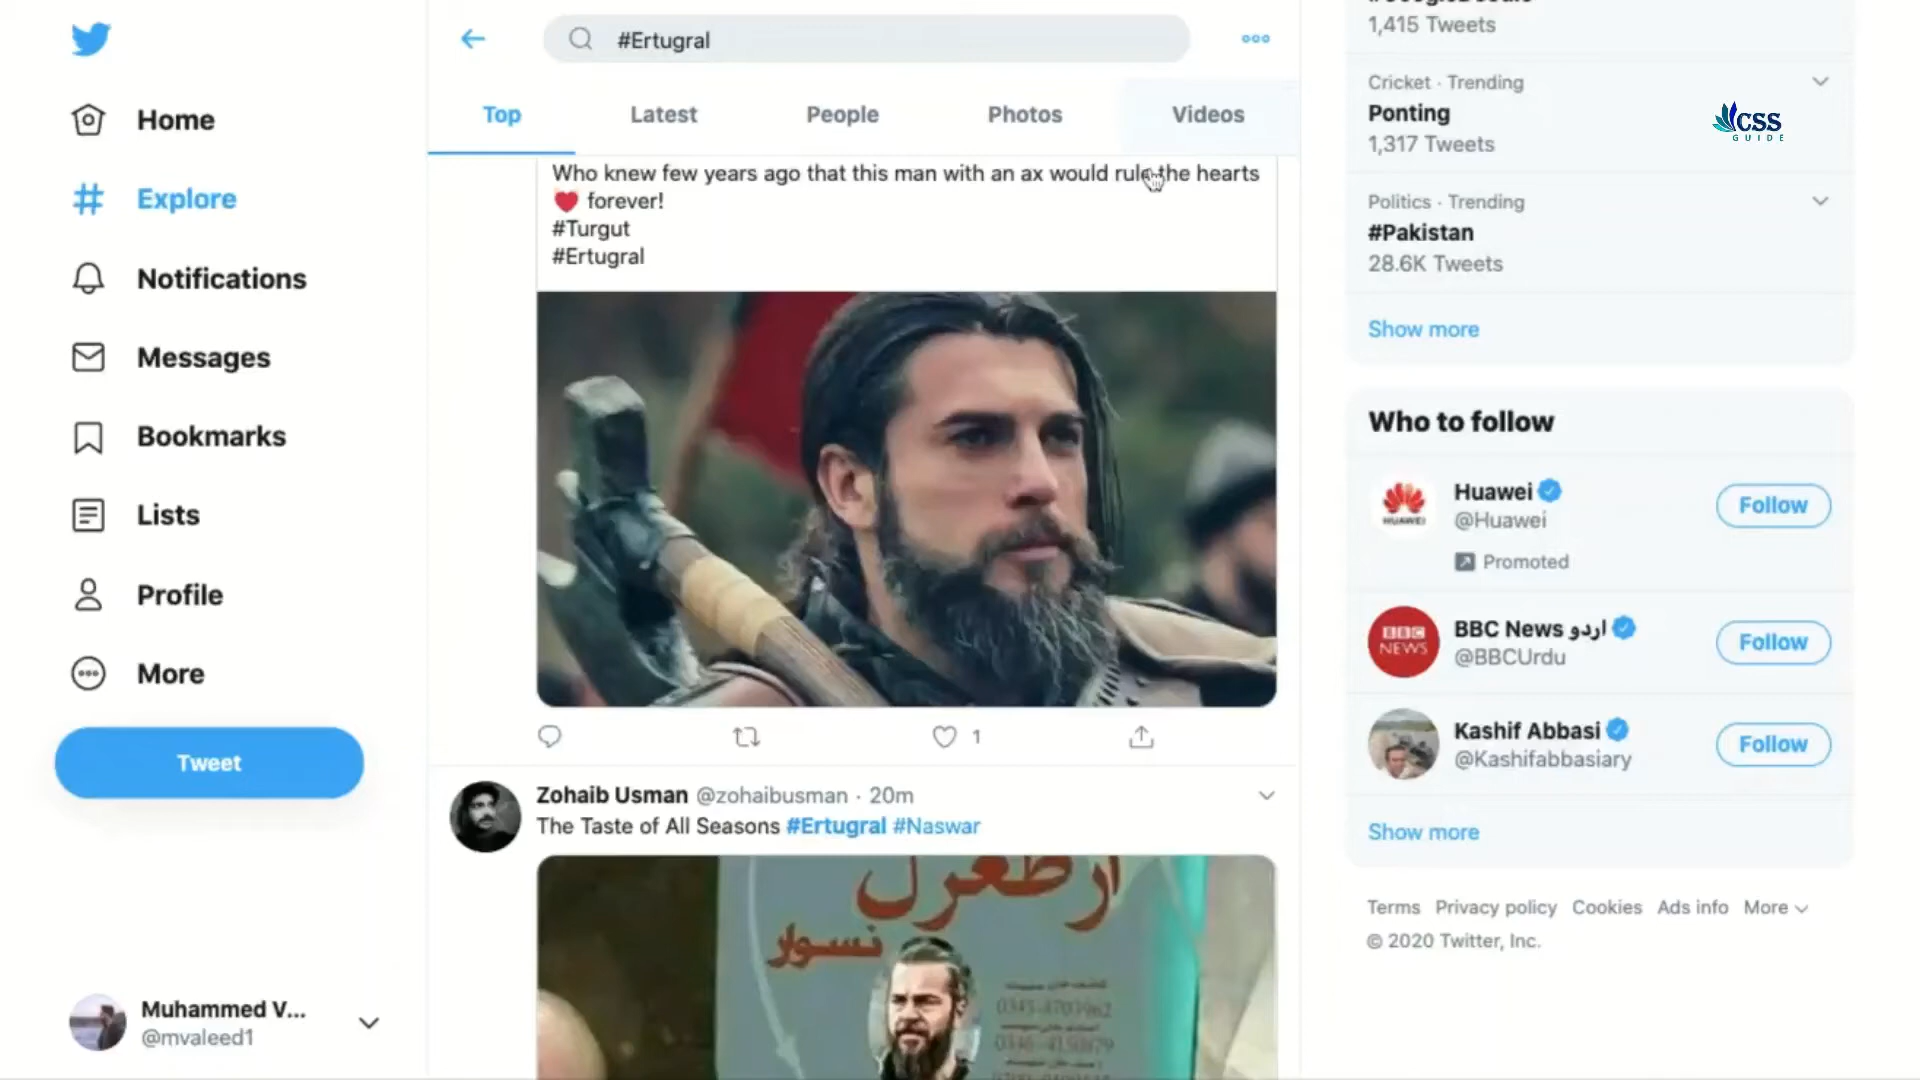 Home
Explore
Notifications
Messages
Bookmarks
Lists
Profile
More
Tweet
Muhammed V...
@mvaleed1
#Ertugral
Top
Latest
People
Photos
Videos
Who knew few years ago that this man with an ax would rule the hearts
❤️ forever!
#Turgut
#Ertugral
1
Zohaib Usman @zohaibusman · 20m
The Taste of All Seasons #Ertugral #Naswar
ارطغرل
نسوار
1,415 Tweets
Cricket · Trending
Ponting
1,317 Tweets
CSS
GUIDE
Politics · Trending
#Pakistan
28.6K Tweets
Show more
Who to follow
HUAWEI
Huawei
@Huawei
Promoted
Follow
BBC
NEWS
BBC News اردو
@BBCUrdu
Follow
Kashif Abbasi
@Kashifabbasiary
Follow
Show more
Terms Privacy policy Cookies Ads info More
© 2020 Twitter, Inc.